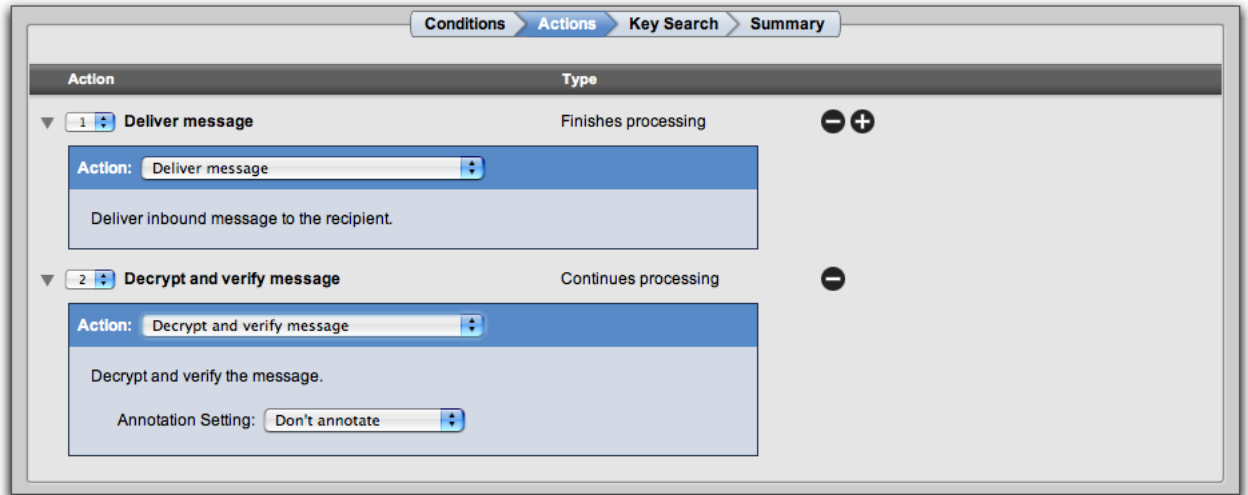 Conditions Actions Key Search Summary
Action Type
1 Deliver message Finishes processing
Action: Deliver message
Deliver inbound message to the recipient.
2 Decrypt and verify message Continues processing
Action: Decrypt and verify message
Decrypt and verify the message.
Annotation Setting: Don't annotate